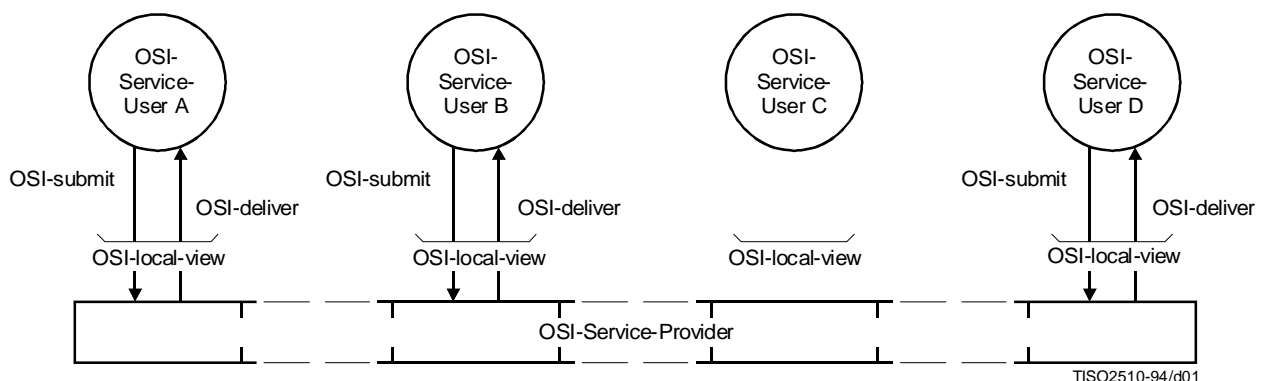 OSI-
Service-
User A
OSI-
Service-
User B
OSI-
Service-
User C
OSI-
Service-
User D
OSI-submit
OSI-deliver
OSI-submit
OSI-deliver
OSI-submit
OSI-deliver
OSI-local-view
OSI-local-view
OSI-local-view
OSI-local-view
OSI-Service-Provider
TISO2510-94/d01